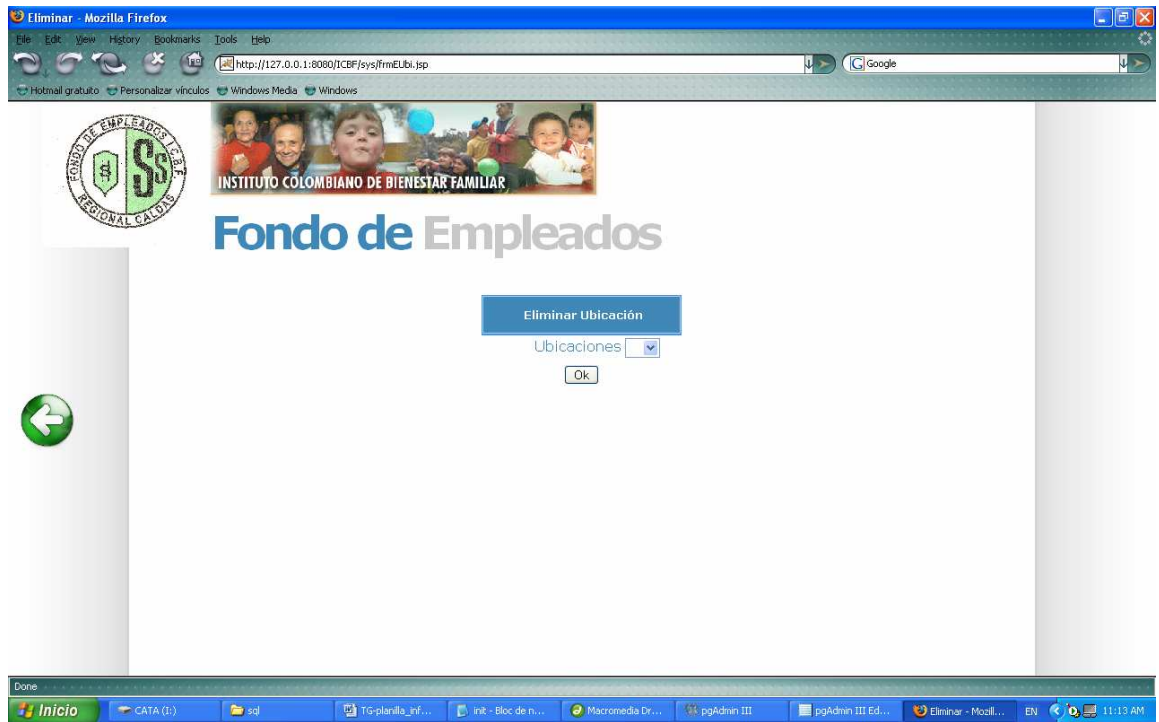 Eliminar - Mozilla Firefox
File Edit View History Bookmarks Tools Help
http://127.0.0.1:8080/ICBF/sys/frmEUbi.jsp
Google
Hotmail gratuito Personalizar vínculos Windows Media Windows
FONDO DE EMPLEADOS I.C.B.F.
SS
REGIONAL CALDAS
INSTITUTO COLOMBIANO DE BIENESTAR FAMILIAR
Fondo de Empleados
Eliminar Ubicación
Ubicaciones
Ok
Done
Inicio CATA (I:) sql TG-planilla_inf... init - Bloc de n... Macromedia Dr... pgAdmin III pgAdmin III Ed... Eliminar - Mozill... EN 11:13 AM